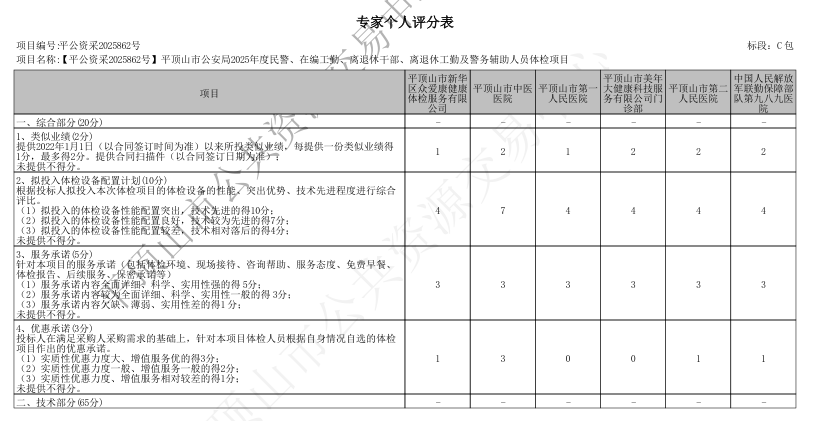 专家个人评分表
项目编号:平公资采2025862号
标段：C包
项目名称:【平公资采2025862号】平顶山市公安局2025年度民警、在编工勤、离退休干部、离退休工勤及警务辅助人员体检项目
项目 平顶山市新华区众爱康健康体检服务有限公司 平顶山市中医医院 平顶山市第一人民医院 平顶山市美年大健康科技服务有限公司门诊部 平顶山市第二人民医院 中国人民解放军联勤保障部队第九八九医院
一、综合部分(20分) – – – – – –
1、类似业绩(2分)
提供2022年1月1日（以合同签订时间为准）以来所投类似业绩，每提供一份类似业绩得
1分，最多得2分。提供合同扫描件（以合同签订日期为准）;
未提供不得分。
1 2 1 2 2 2
2、拟投入体检设备配置计划(10分)
根据投标人拟投入本次体检项目的体检设备的性能，突出优势、技术先进程度进行综合
评比。
（1）拟投入的体检设备性能配置突出，技术先进的得10分；
（2）拟投入的体检设备性能配置良好，技术较为先进的得7分；
（3）拟投入的体检设备性能配置较差，技术相对落后的得4分；
未提供不得分。
4 7 4 4 4 4
3、服务承诺(5分)
针对本项目的服务承诺（包括体检环境、现场接待、咨询帮助、服务态度、免费早餐、
体检报告、后续服务、保密承诺等）
（1）服务承诺内容全面详细、科学、实用性强的得 5分；
（2）服务承诺内容较为全面详细、科学、实用性一般的得 3分；
（3）服务承诺内容欠缺、薄弱、实用性差的得1 分；
未提供不得分。
3 3 3 3 3 3
4、优惠承诺(3分)
投标人在满足采购人采购需求的基础上，针对本项目体检人员根据自身情况自选的体检
项目作出的优惠承诺。
（1）实质性优惠力度大、增值服务优的得3分；
（2）实质性优惠力度一般、增值服务一般的得2分；
（3）实质性优惠力度、增值服务相对较差的得1分；
未提供不得分。
1 3 0 0 1 1
二、技术部分(65分) – – – – – –
平顶山市公共资源交易中心
平顶山市公共资源交易中心